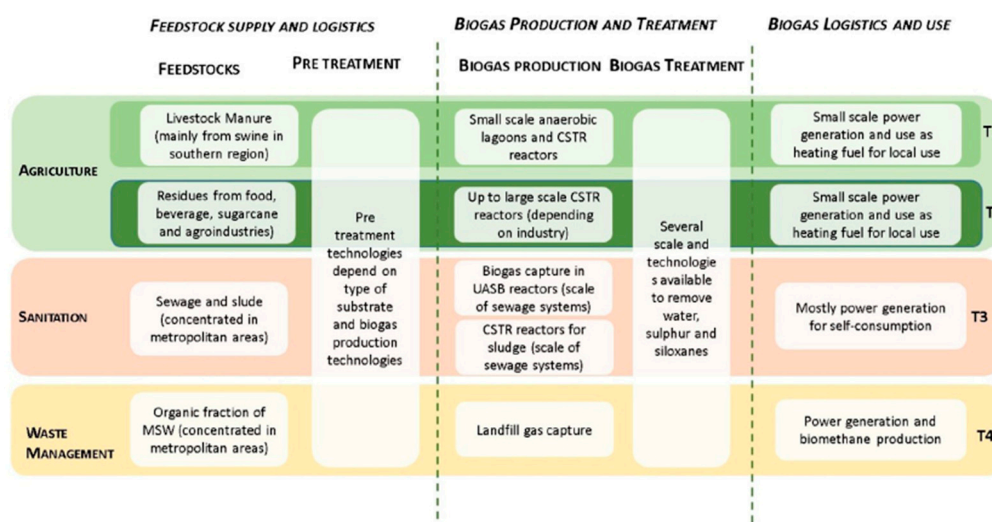 FEEDSTOCK SUPPLY AND LOGISTICS
BIOGAS PRODUCTION AND TREATMENT
BIOGAS LOGISTICS AND USE
FEEDSTOCKS
PRE TREATMENT
BIOGAS PRODUCTION
BIOGAS TREATMENT
AGRICULTURE
Livestock Manure
(mainly from swine in
southern region)
Small scale anaerobic
lagoons and CSTR
reactors
Small scale power
generation and use as
heating fuel for local use
T
Residues from food,
beverage, sugarcane
and agroindustries)
Up to large scale CSTR
reactors (depending
on industry)
Small scale power
generation and use as
heating fuel for local use
Pre
treatment
technologies
depend on
type of
substrate
and biogas
production
technologies
Several
scale and
technologie
s available
to remove
water,
sulphur and
siloxanes
SANITATION
Sewage and slude
(concentrated in
metropolitan areas)
Biogas capture in
UASB reactors (scale
of sewage systems)
CSTR reactors for
sludge (scale of
sewage systems)
Mostly power generation
for self-consumption
T3
WASTE
MANAGEMENT
Organic fraction of
MSW (concentrated in
metropolitan areas)
Landfill gas capture
Power generation and
biomethane production
T4